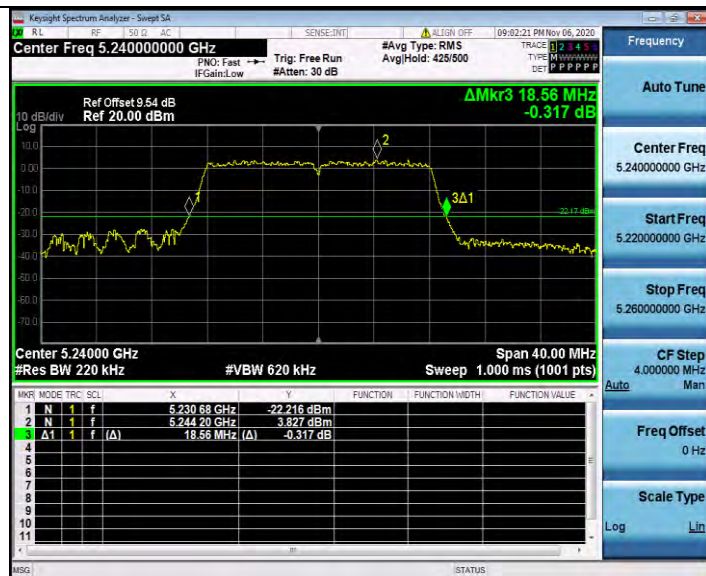 Keysight Spectrum Analyzer - Swept SA
RL RF 50 Ω AC SENSE:INT ALIGN OFF 09:02:21 PM Nov 06, 2020
Center Freq 5.240000000 GHz
PNO: Fast
IFGain:Low
Trig: Free Run
#Atten: 30 dB
#Avg Type: RMS
Avg|Hold: 425/500
TRACE 1 2 3 4 5 6
TYPE M WWWWW
DET P P P P P P
Ref Offset 9.54 dB
Ref 20.00 dBm
10 dB/div
Log
ΔMkr3 18.56 MHz
-0.317 dB
10.0
0.00
-10.0
-20.0
-30.0
-40.0
-50.0
-60.0
-70.0
1
2
3Δ1
-22.17 dBm
Center 5.24000 GHz Span 40.00 MHz
#Res BW 220 kHz #VBW 620 kHz Sweep 1.000 ms (1001 pts)
MKR MODE TRC SCL X Y FUNCTION FUNCTION WIDTH FUNCTION VALUE
1 N 1 f 5.230 68 GHz -22.216 dBm
2 N 1 f 5.244 20 GHz 3.827 dBm
3 Δ1 1 f (Δ) 18.56 MHz (Δ) -0.317 dB
4
5
6
7
8
9
10
11
MSG STATUS
Frequency
Auto Tune
Center Freq
5.240000000 GHz
Start Freq
5.220000000 GHz
Stop Freq
5.260000000 GHz
CF Step
4.000000 MHz
Auto Man
Freq Offset
0 Hz
Scale Type
Log Lin